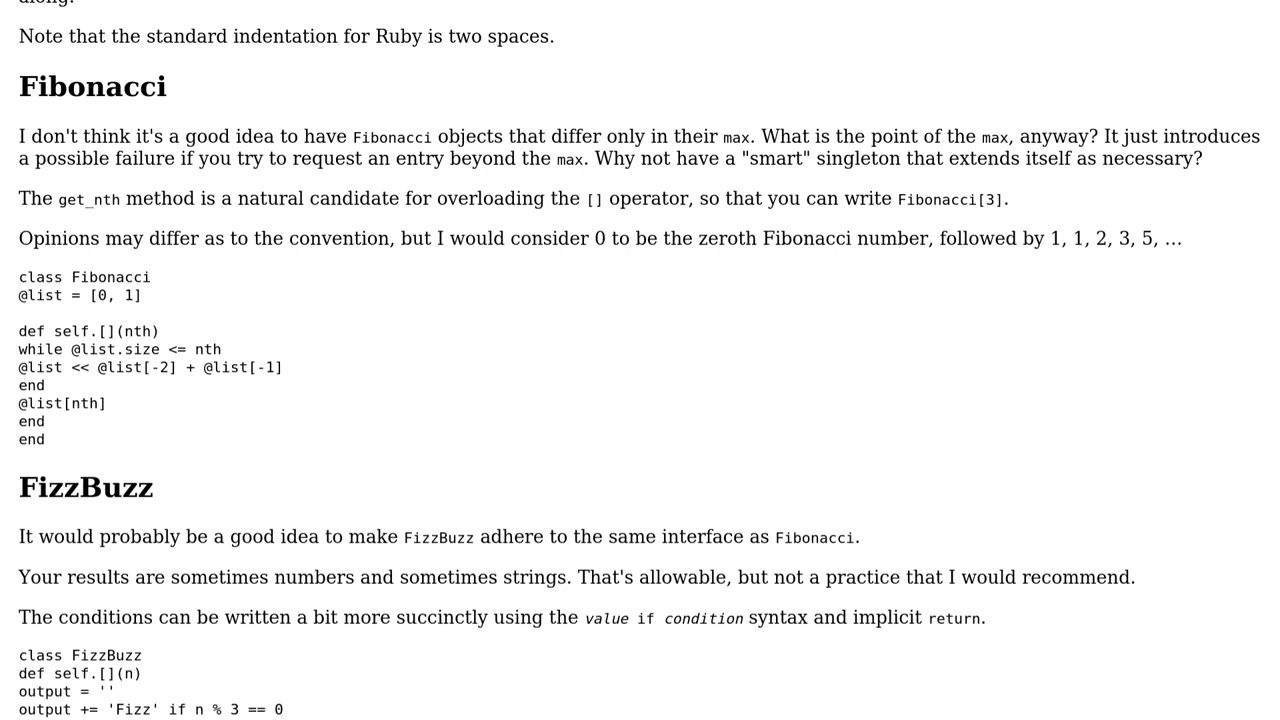 along.
Note that the standard indentation for Ruby is two spaces.
Fibonacci
I don't think it's a good idea to have Fibonacci objects that differ only in their max. What is the point of the max, anyway? It just introduces
a possible failure if you try to request an entry beyond the max. Why not have a "smart" singleton that extends itself as necessary?
The get_nth method is a natural candidate for overloading the [] operator, so that you can write Fibonacci[3].
Opinions may differ as to the convention, but I would consider 0 to be the zeroth Fibonacci number, followed by 1, 1, 2, 3, 5, …
class Fibonacci
@list = [0, 1]
def self.[](nth)
while @list.size <= nth
@list << @list[-2] + @list[-1]
end
@list[nth]
end
end
FizzBuzz
It would probably be a good idea to make FizzBuzz adhere to the same interface as Fibonacci.
Your results are sometimes numbers and sometimes strings. That's allowable, but not a practice that I would recommend.
The conditions can be written a bit more succinctly using the value if condition syntax and implicit return.
class FizzBuzz
def self.[](n)
output = ''
output += 'Fizz' if n % 3 == 0